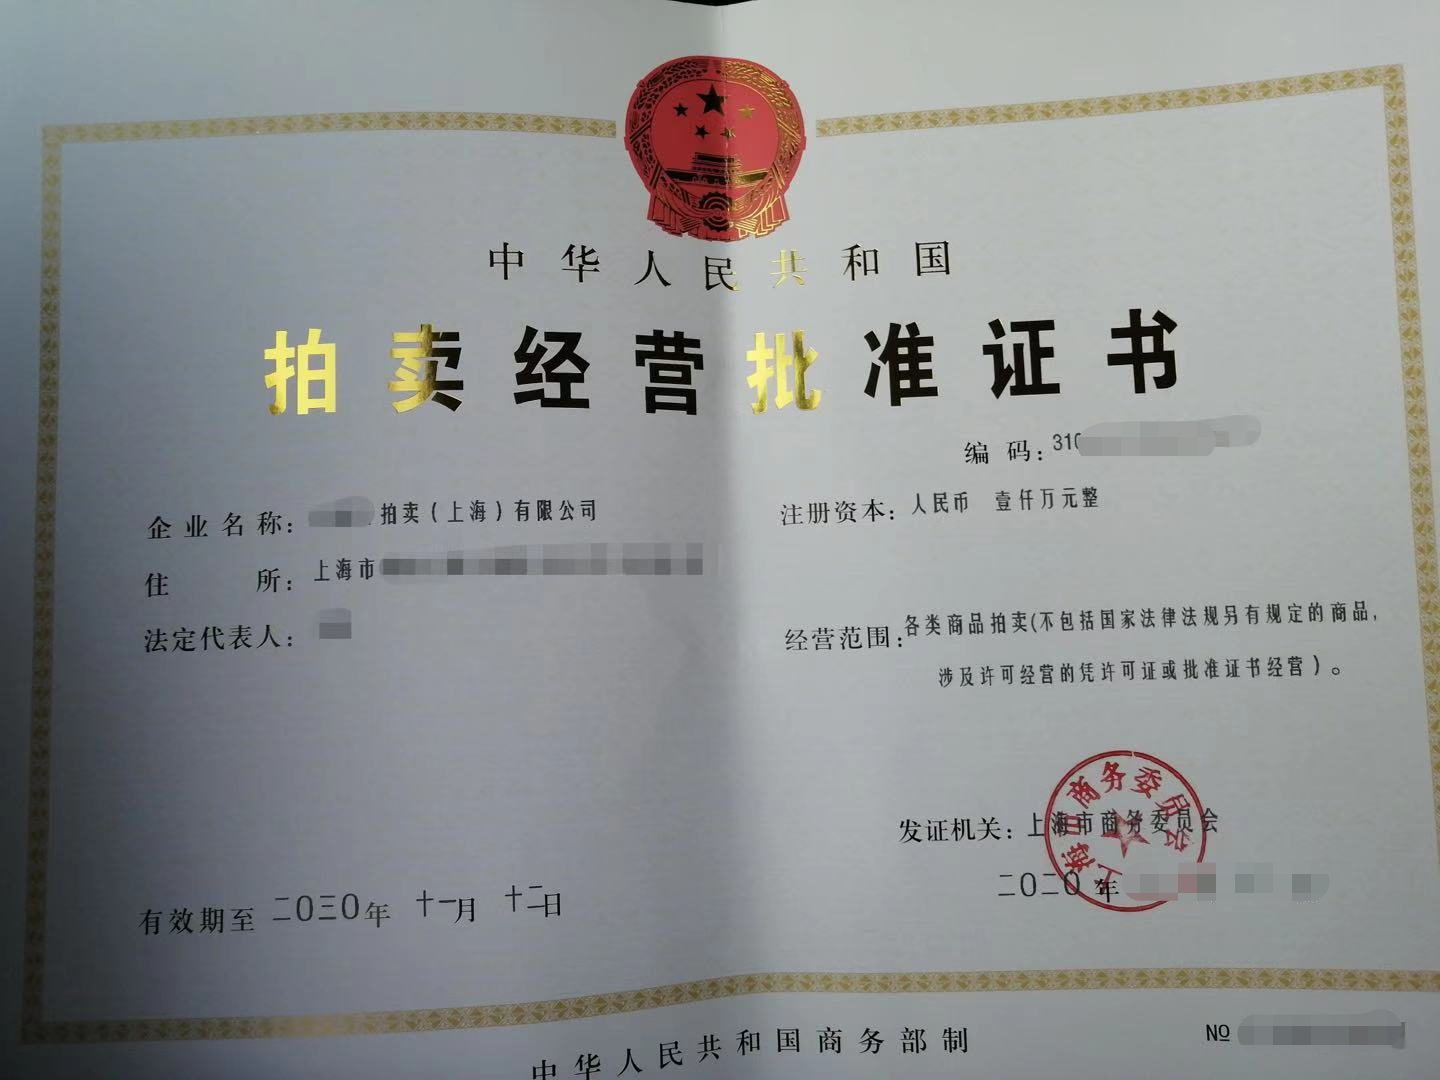 中华人民共和国
拍卖经营批准证书
编码：310
企业名称：拍卖（上海）有限公司
注册资本：人民币 壹仟万元整
住所：上海市
法定代表人：
经营范围：各类商品拍卖(不包括国家法律法规另有规定的商品,
涉及许可经营的凭许可证或批准证书经营)。
发证机关：上海市商务委员会
上海市商务委员会
二〇二〇年
有效期至 二〇三〇年 十一月 十二日
中华人民共和国商务部制
№